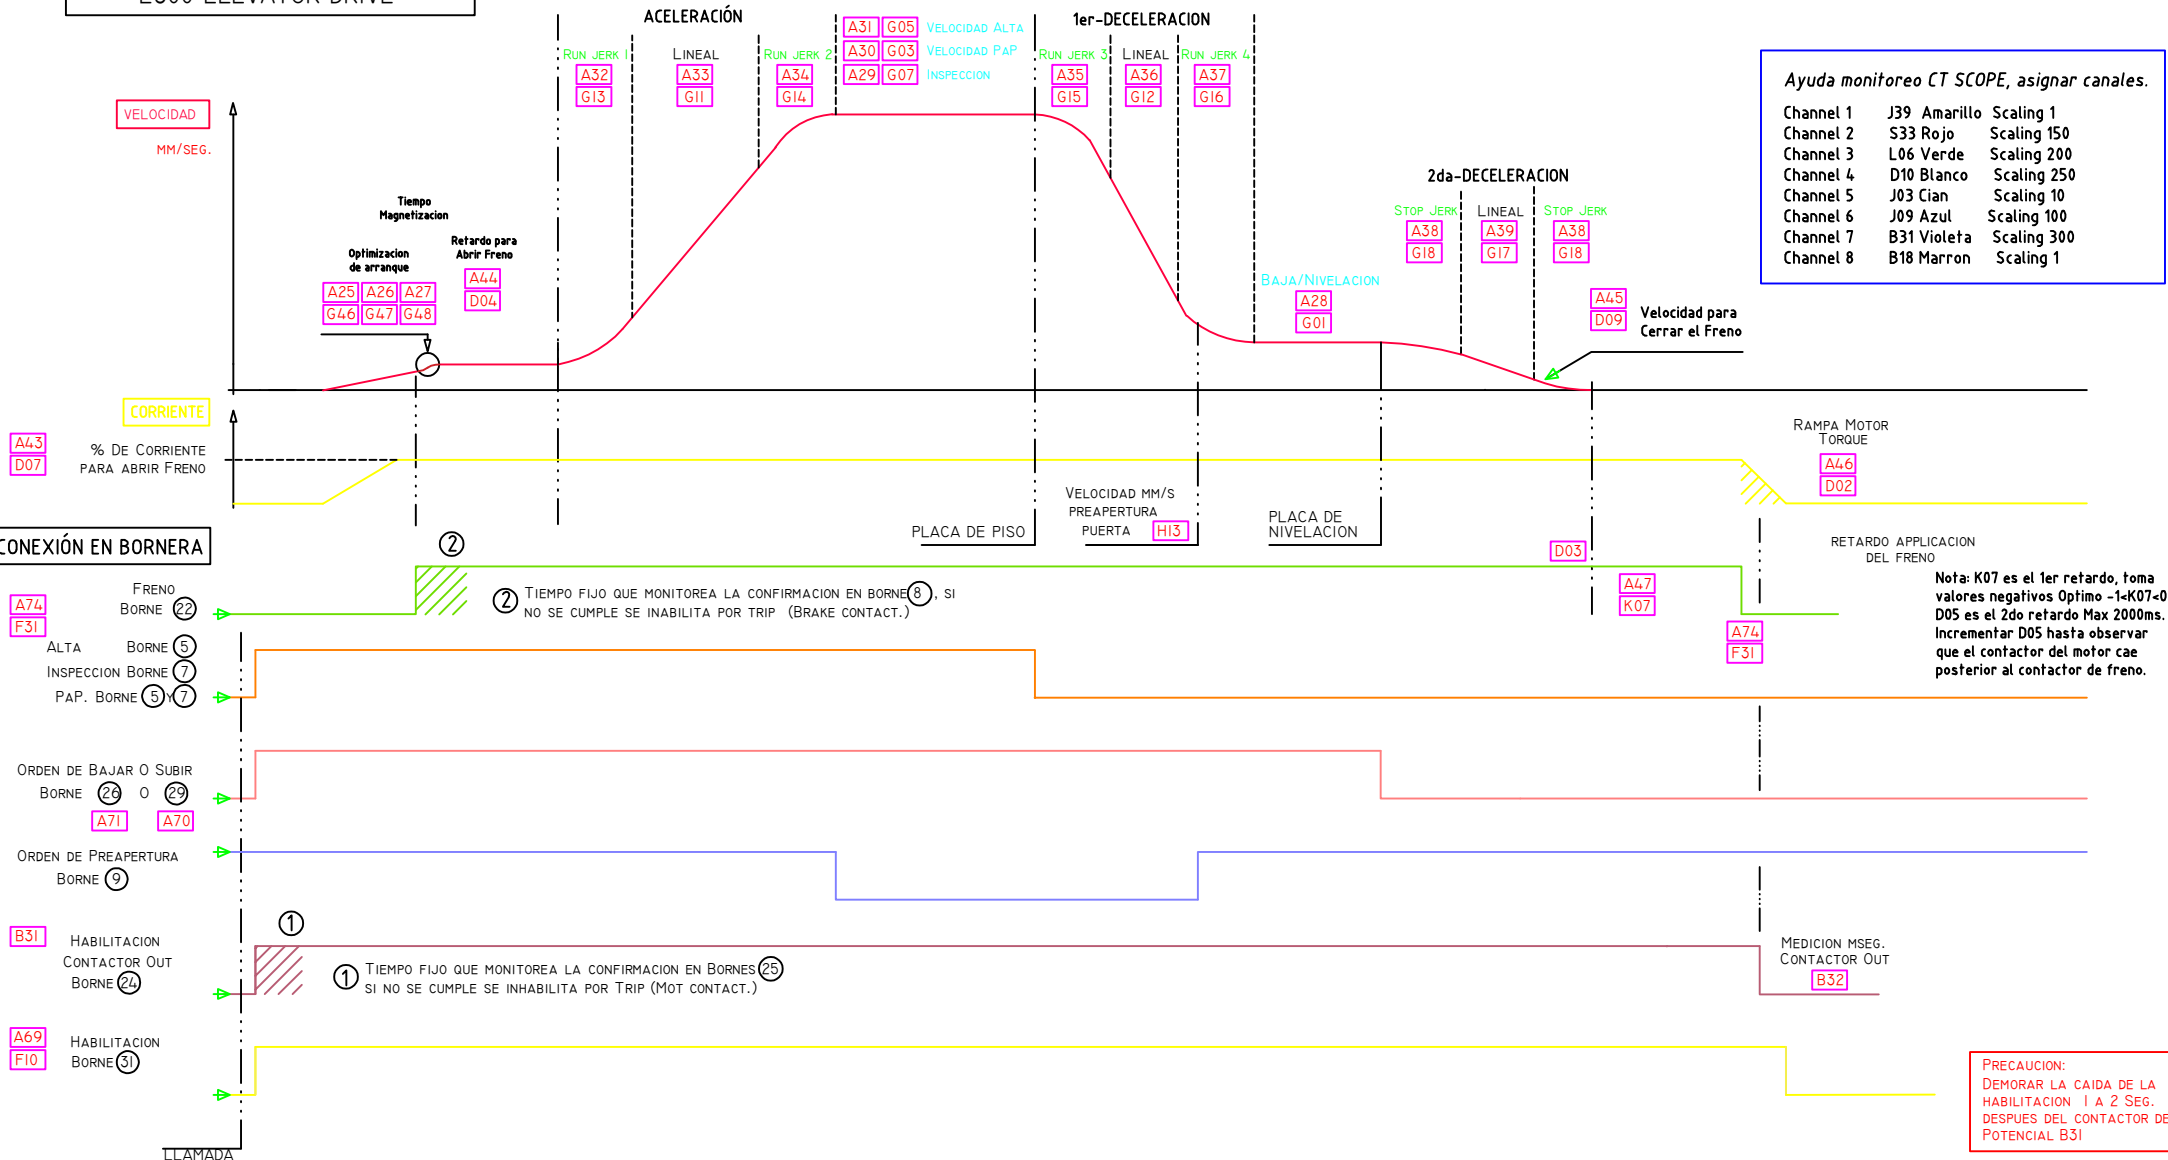 E300 ELEVATOR DRIVE
ACELERACIÓN
RUN JERK 1
A32
G13
LINEAL
A33
G11
RUN JERK 2
A34
G14
A31 G05 VELOCIDAD ALTA
A30 G03 VELOCIDAD PAP
A29 G07 INSPECCION
1er-DECELERACION
RUN JERK 3
A35
G15
LINEAL
A36
G12
RUN JERK 4
A37
G16
2da-DECELERACION
STOP JERK
A38
G18
LINEAL
A39
G17
STOP JERK
A38
G18
Ayuda monitoreo CT SCOPE, asignar canales.
Channel 1 J39 Amarillo Scaling 1
Channel 2 S33 Rojo Scaling 150
Channel 3 L06 Verde Scaling 200
Channel 4 D10 Blanco Scaling 250
Channel 5 J03 Cian Scaling 10
Channel 6 J09 Azul Scaling 100
Channel 7 B31 Violeta Scaling 300
Channel 8 B18 Marron Scaling 1
VELOCIDAD
MM/SEG.
Tiempo
Magnetizacion
Optimizacion
de arranque
A25 A26 A27
G46 G47 G48
Retardo para
Abrir Freno
A44
D04
BAJA/NIVELACION
A28
G01
A45
D09
Velocidad para
Cerrar el Freno
CORRIENTE
A43
D07
% DE CORRIENTE
PARA ABRIR FRENO
RAMPA MOTOR
TORQUE
A46
D02
PLACA DE PISO
VELOCIDAD MM/S
PREAPERTURA
PUERTA H13
PLACA DE
NIVELACION
CONEXIÓN EN BORNERA
2
D03
RETARDO APPLICACION
DEL FRENO
A47
K07
Nota: K07 es el 1er retardo, toma
valores negativos Optimo -1<K07<0
D05 es el 2do retardo Max 2000ms.
Incrementar D05 hasta observar
que el contactor del motor cae
posterior al contactor de freno.
A74
F31
FRENO
BORNE 22
2 TIEMPO FIJO QUE MONITOREA LA CONFIRMACION EN BORNE 8, SI
NO SE CUMPLE SE INABILITA POR TRIP (BRAKE CONTACT.)
A74
F31
ALTA BORNE 5
INSPECCION BORNE 7
PAP. BORNE 5 Y 7
ORDEN DE BAJAR O SUBIR
BORNE 26 O 29
A71 A70
ORDEN DE PREAPERTURA
BORNE 9
B31
HABILITACION
CONTACTOR OUT
BORNE 24
1
1 TIEMPO FIJO QUE MONITOREA LA CONFIRMACION EN BORNES 25
SI NO SE CUMPLE SE INHABILITA POR TRIP (MOT CONTACT.)
MEDICION MSEG.
CONTACTOR OUT
B32
A69
F10
HABILITACION
BORNE 31
PRECAUCION:
DEMORAR LA CAIDA DE LA
HABILITACION 1 A 2 SEG.
DESPUES DEL CONTACTOR DE
POTENCIAL B31
LLAMADA